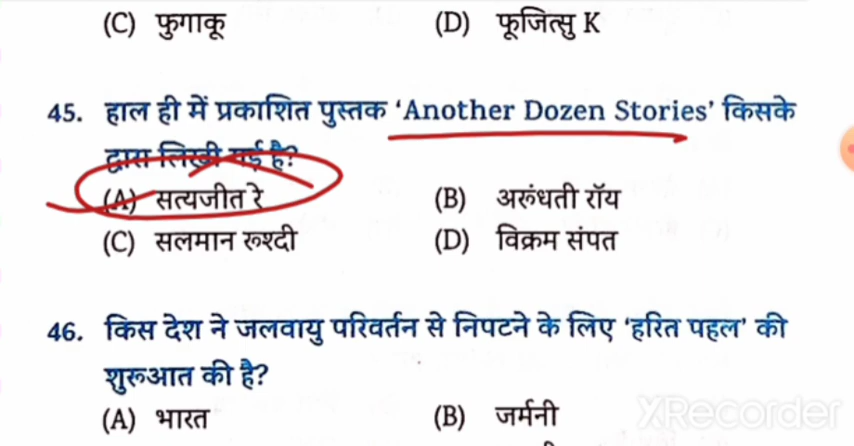 (C) फुगाकू (D) फूजित्सु K
45. हाल ही में प्रकाशित पुस्तक ‘Another Dozen Stories’ किसके
द्वारा लिखी गई है?
(A) सत्यजीत रे (B) अरुंधती रॉय
(C) सलमान रूश्दी (D) विक्रम संपत
46. किस देश ने जलवायु परिवर्तन से निपटने के लिए ‘हरित पहल’ की
शुरूआत की है?
(A) भारत (B) जर्मनी
XRecorder